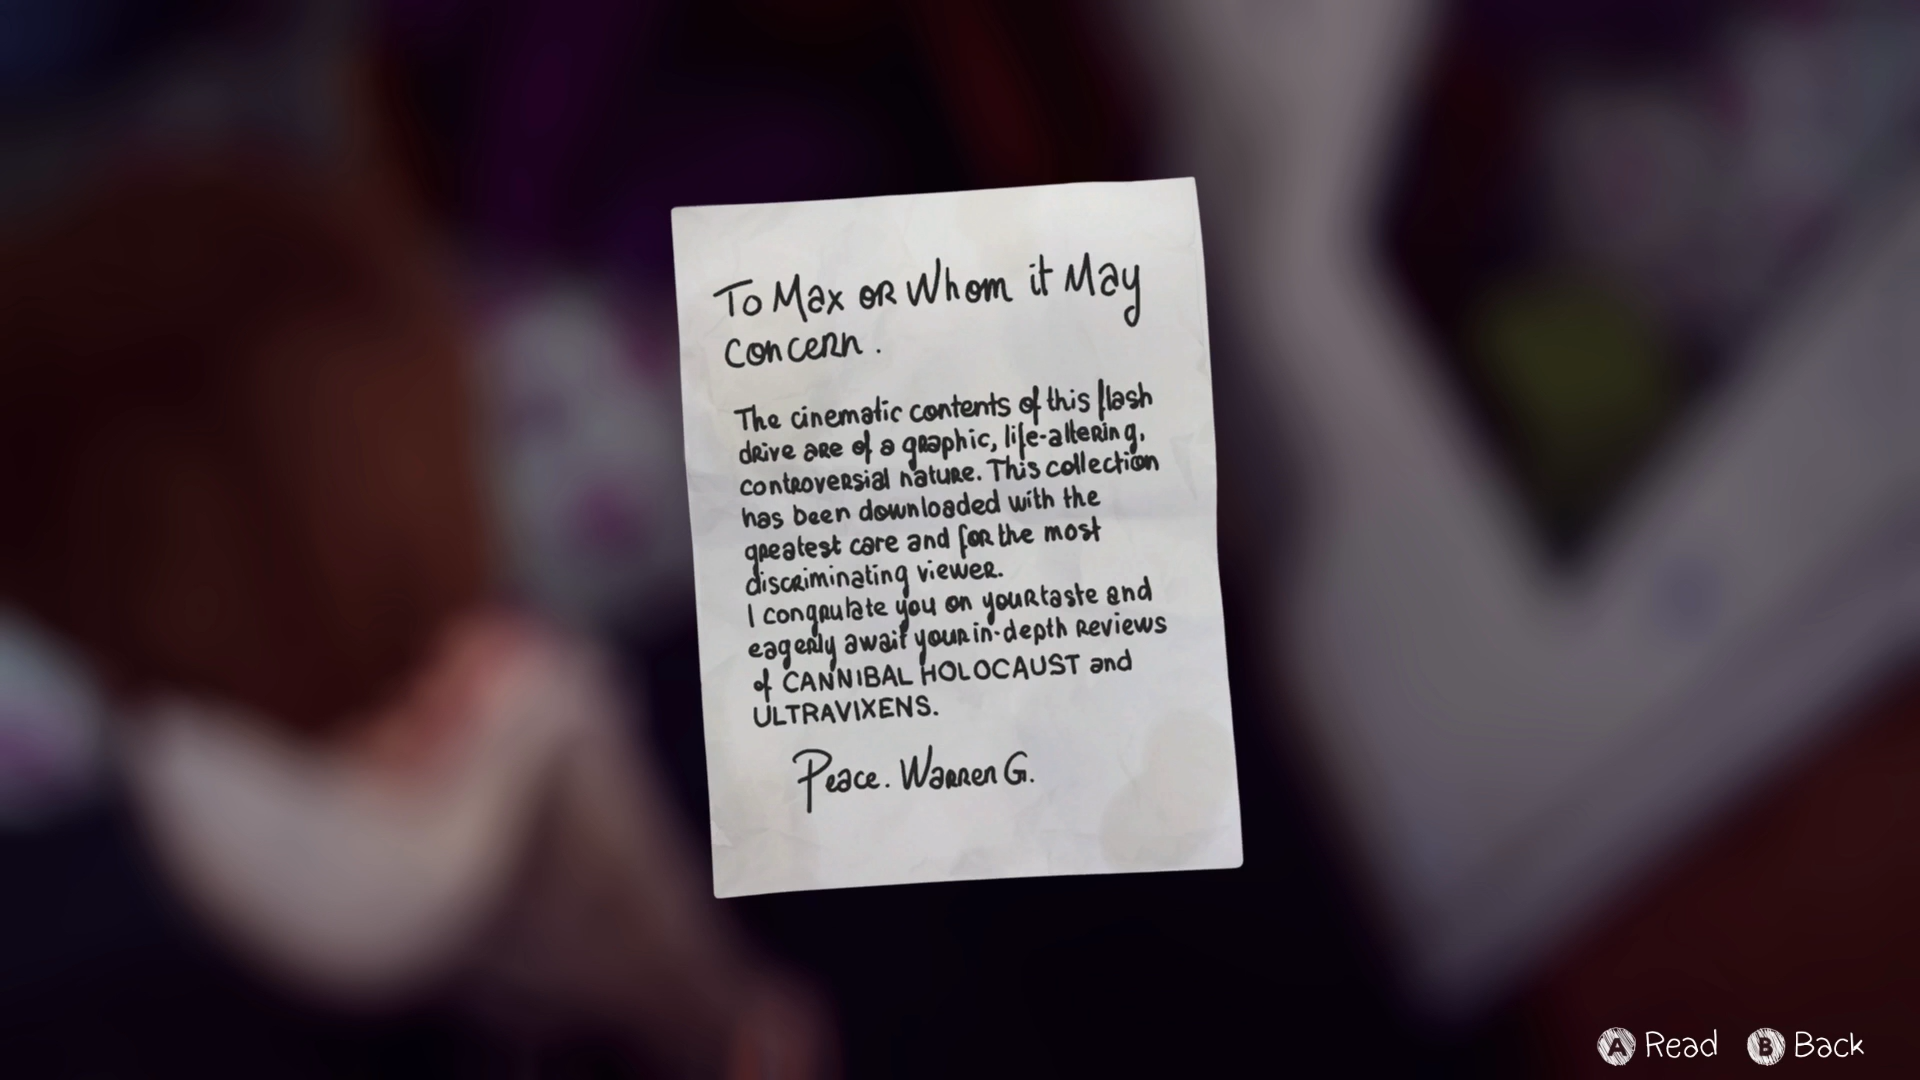 To Max or Whom it May
concern.
The cinematic contents of this flash
drive are of a graphic, life-altering,
controversial nature. This collection
has been downloaded with the
greatest care and for the most
discriminating viewer.
I congrulate you on your taste and
eagerly await your in-depth reviews
of CANNIBAL HOLOCAUST and
ULTRAVIXENS.
Peace. Warren G.
A Read B Back